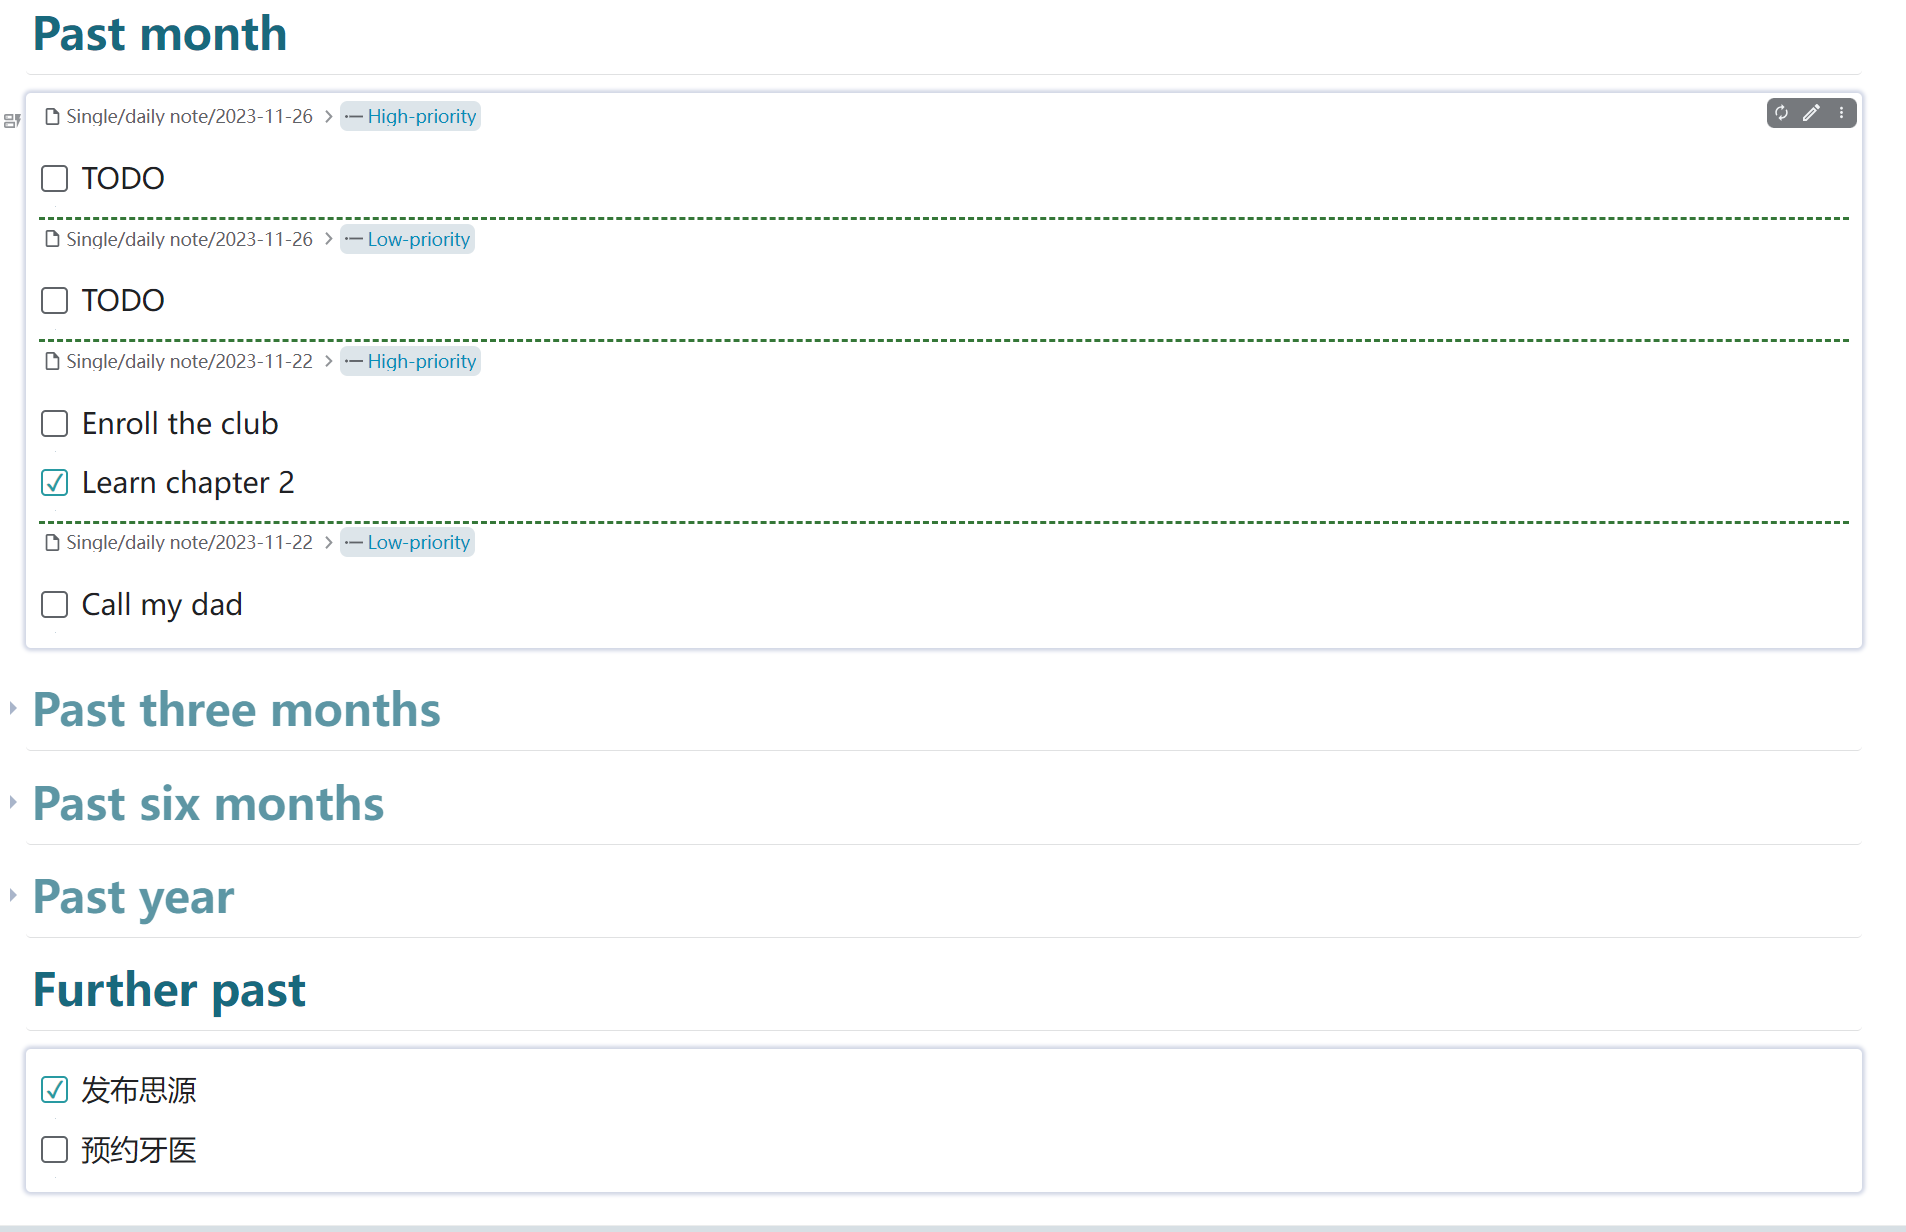 Past month
Single/daily note/2023-11-26 > High-priority
TODO
Single/daily note/2023-11-26 > Low-priority
TODO
Single/daily note/2023-11-22 > High-priority
Enroll the club
Learn chapter 2
Single/daily note/2023-11-22 > Low-priority
Call my dad
Past three months
Past six months
Past year
Further past
发布思源
预约牙医